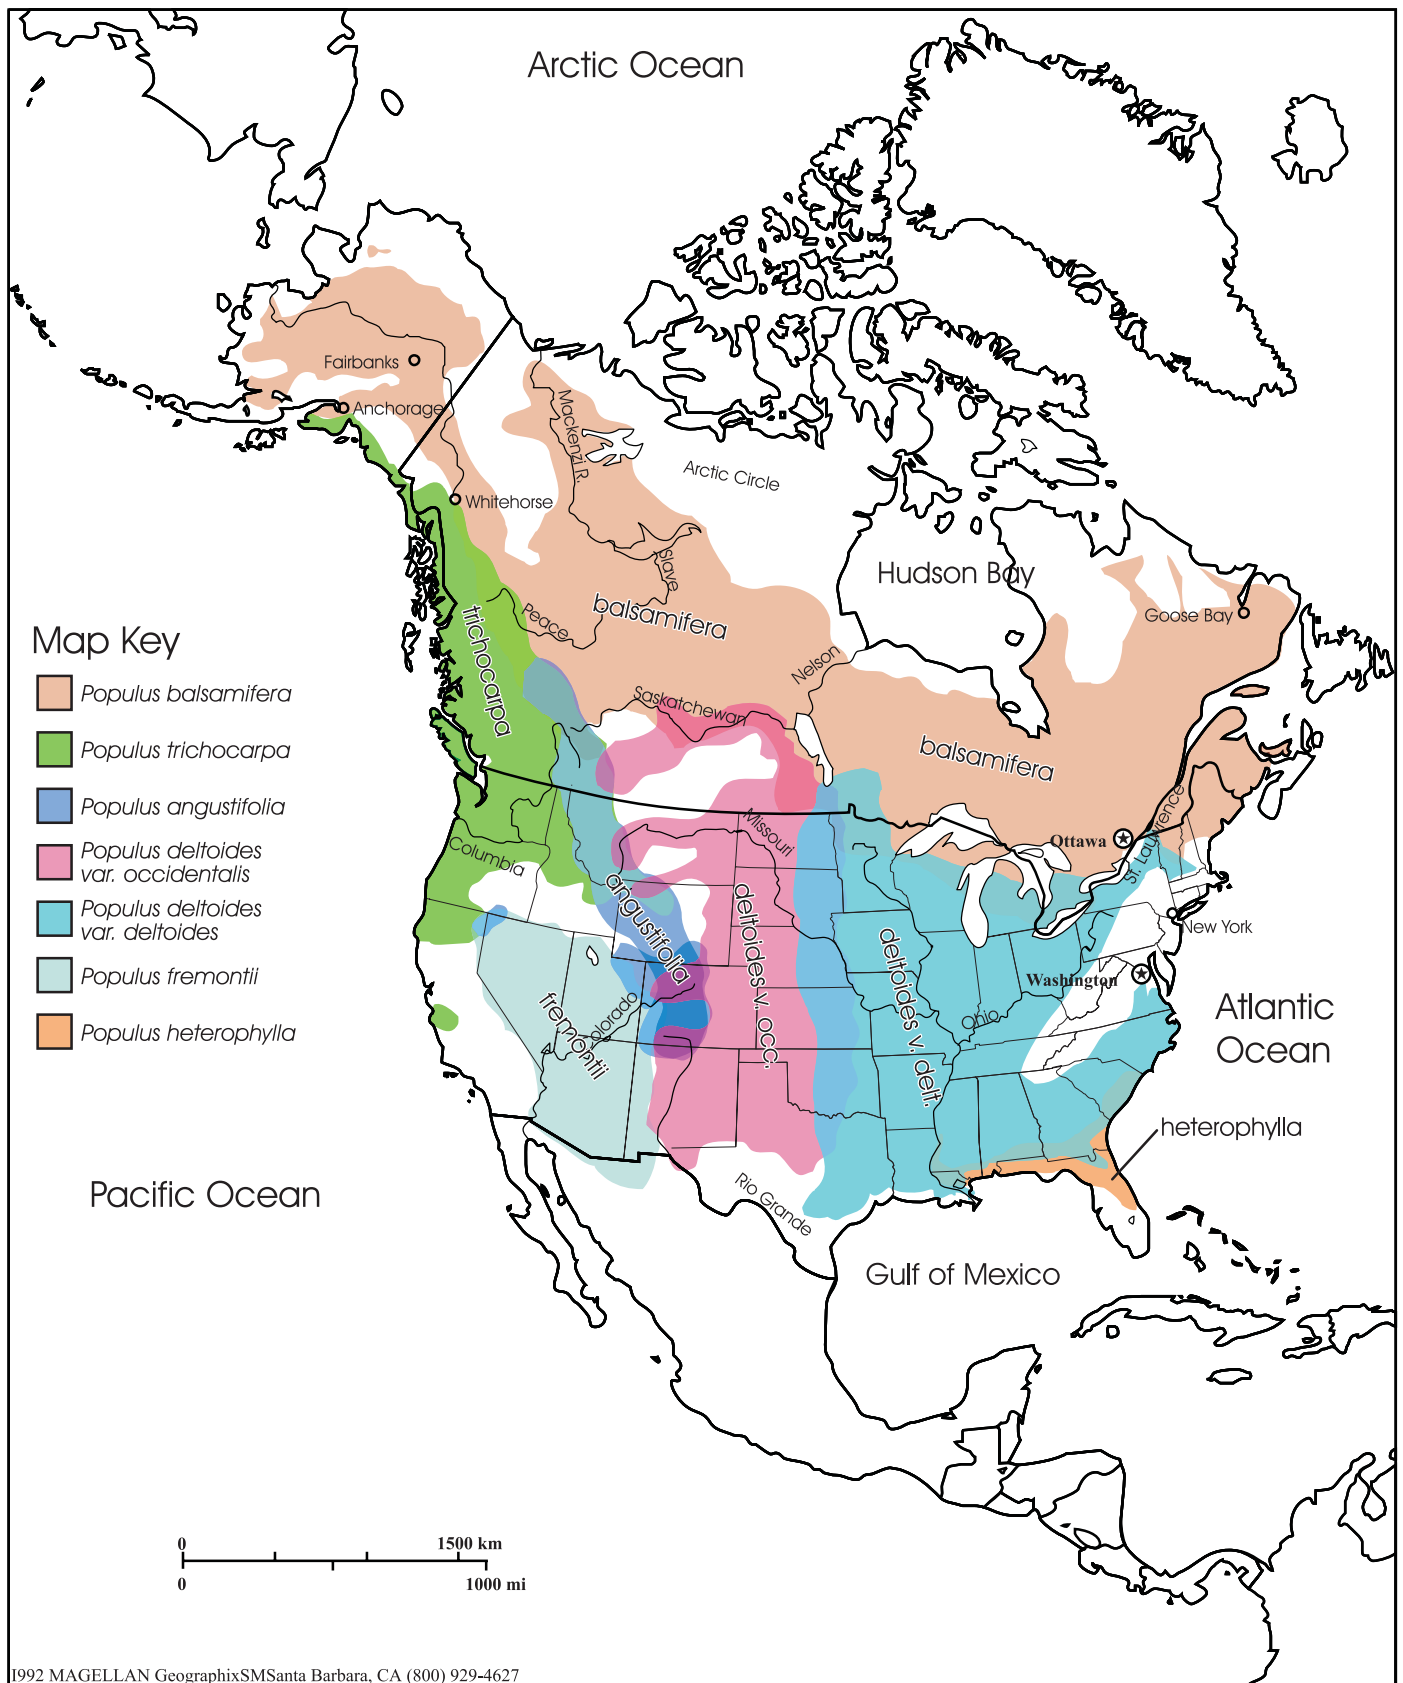 Arctic Ocean
Fairbanks
Anchorage
Mackenzi R.
Arctic Circle
Whitehorse
Slave
Hudson Bay
Peace
balsamifera
Goose Bay
trichocarpa
Nelson
Saskatchewan
balsamifera
Map Key
Populus balsamifera
Populus trichocarpa
Populus angustifolia
Populus deltoides
var. occidentalis
Populus deltoides
var. deltoides
Populus fremontii
Populus heterophylla
Missouri
Ottawa
St. Lawrence
Columbia
angustifolia
deltoides v. occ.
deltoides v. delt.
New York
Washington
Ohio
Colorado
fremontii
Atlantic
Ocean
heterophylla
Pacific Ocean
Rio Grande
Gulf of Mexico
0 1500 km
0 1000 mi
1992 MAGELLAN GeographixSMSanta Barbara, CA (800) 929-4627